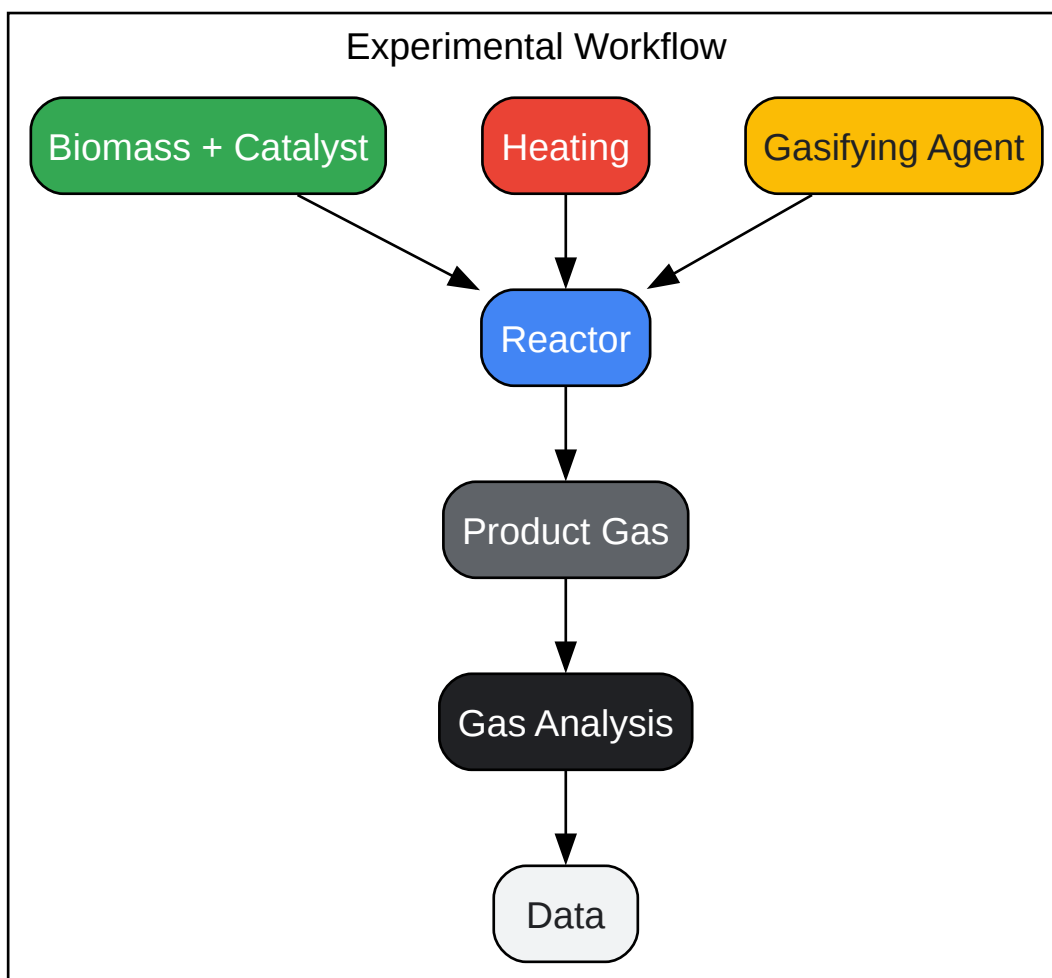 Experimental Workflow
Biomass + Catalyst
Heating
Gasifying Agent
Reactor
Product Gas
Gas Analysis
Data